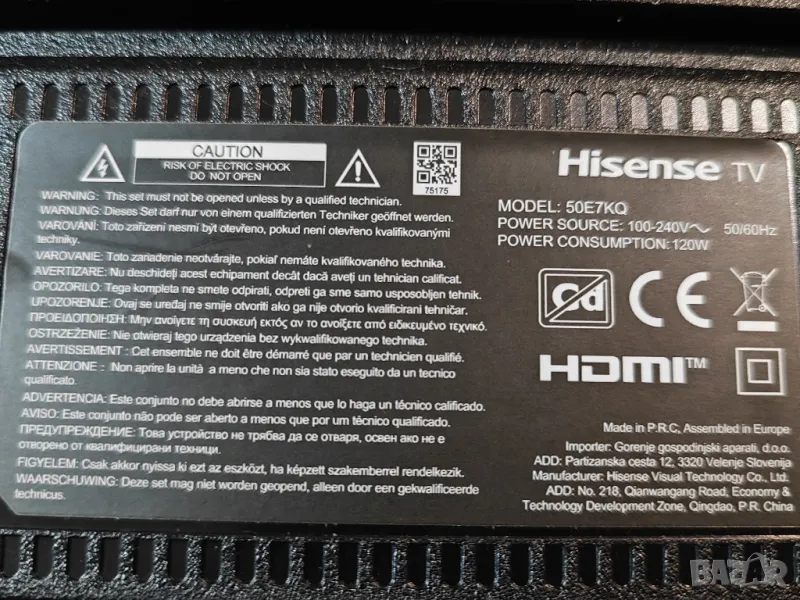 CAUTION
RISK OF ELECTRIC SHOCK
DO NOT OPEN
75175
Hisense TV
WARNING: This set must not be opened unless by a qualified technician.
WARNUNG: Dieses Set darf nur von einem qualifizierten Techniker geöffnet werden.
VAROVÁNÍ: Toto zařízení nesmí být otevřeno, pokud není otevřeno kvalifikovanými
techniky.
VAROVANIE: Toto zariadenie neotvárajte, pokiaľ nemáte kvalifikovaného technika.
AVERTIZARE: Nu deschideți acest echipament decât dacă aveți un tehnician calificat.
OPOZORILO: Tega kompleta ne smete odpirati, odpreti ga sme samo usposobljen tehnik.
UPOZORENJE: Ovaj se uređaj ne smije otvoriti ako ga nije otvorio kvalificirani tehničar.
ΠΡΟΕΙΔΟΠΟΙΗΣΗ: Μην ανοίγετε τη συσκευή εκτός αν το ανοίξετε από ειδικευμένο τεχνικό.
OSTRZEŻENIE: Nie otwieraj tego urządzenia bez wykwalifikowanego technika.
AVERTISSEMENT : Cet ensemble ne doit être démarré que par un technicien qualifié.
ATTENZIONE : Non aprire la unità a meno che non sia stato eseguito da un tecnico
qualificato.
ADVERTENCIA: Este conjunto no debe abrirse a menos que lo haga un técnico calificado.
AVISO: Este conjunto não pode ser aberto a menos que por um técnico qualificado.
ПРЕДУПРЕЖДЕНИЕ: Това устройство не трябва да се отваря, освен ако не е
отворено от квалифицирани техници.
FIGYELEM: Csak akkor nyissa ki ezt az eszközt, ha képzett szakemberrel rendelkezik.
WAARSCHUWING: Deze set mag niet worden geopend, alleen door een gekwalificeerde
technicus.
MODEL: 50E7KQ
POWER SOURCE: 100-240V～ 50/60Hz
POWER CONSUMPTION: 120W
Cd
CE
HDMI™
Made in P.R.C, Assembled in Europe
Importer: Gorenje gospodinjski aparati, d.o.o.
ADD: Partizanska cesta 12, 3320 Velenje Slovenija
Manufacturer: Hisense Visual Technology Co., Ltd.
ADD: No. 218, Qianwangang Road, Economy &
Technology Development Zone, Qingdao, P.R. China
BAZAR